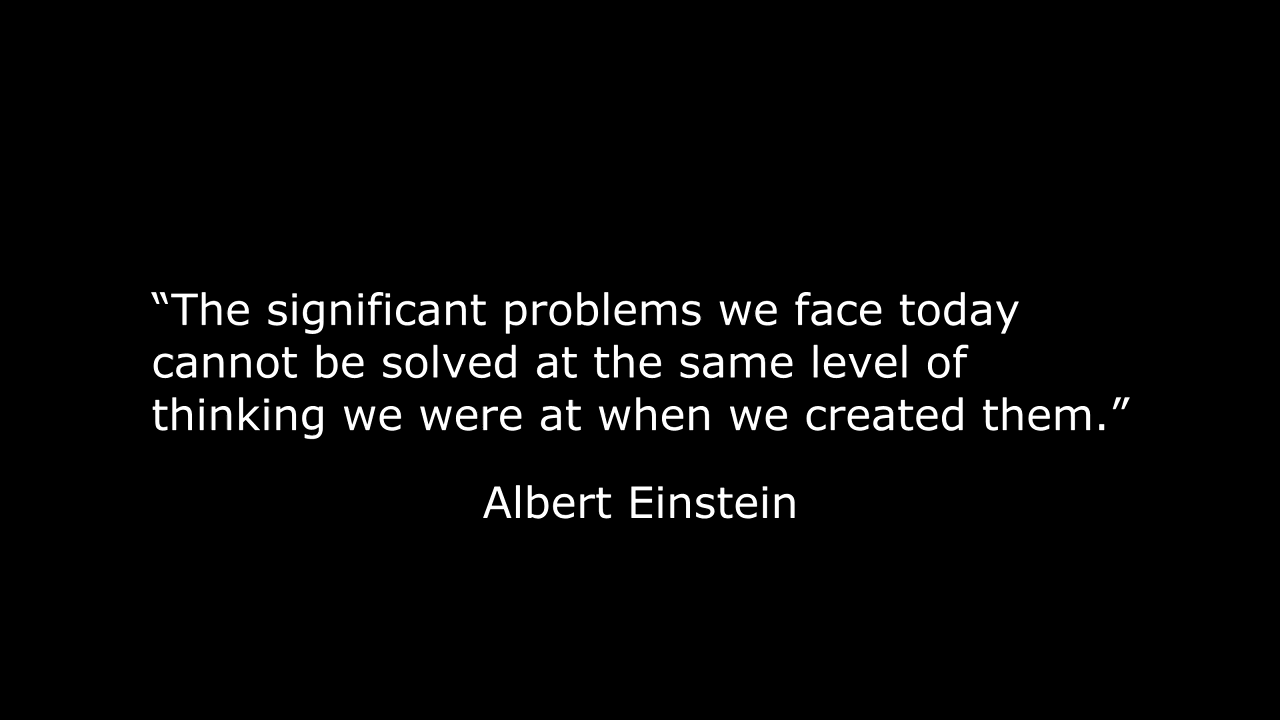 “The significant problems we face today
cannot be solved at the same level of
thinking we were at when we created them.”
Albert Einstein